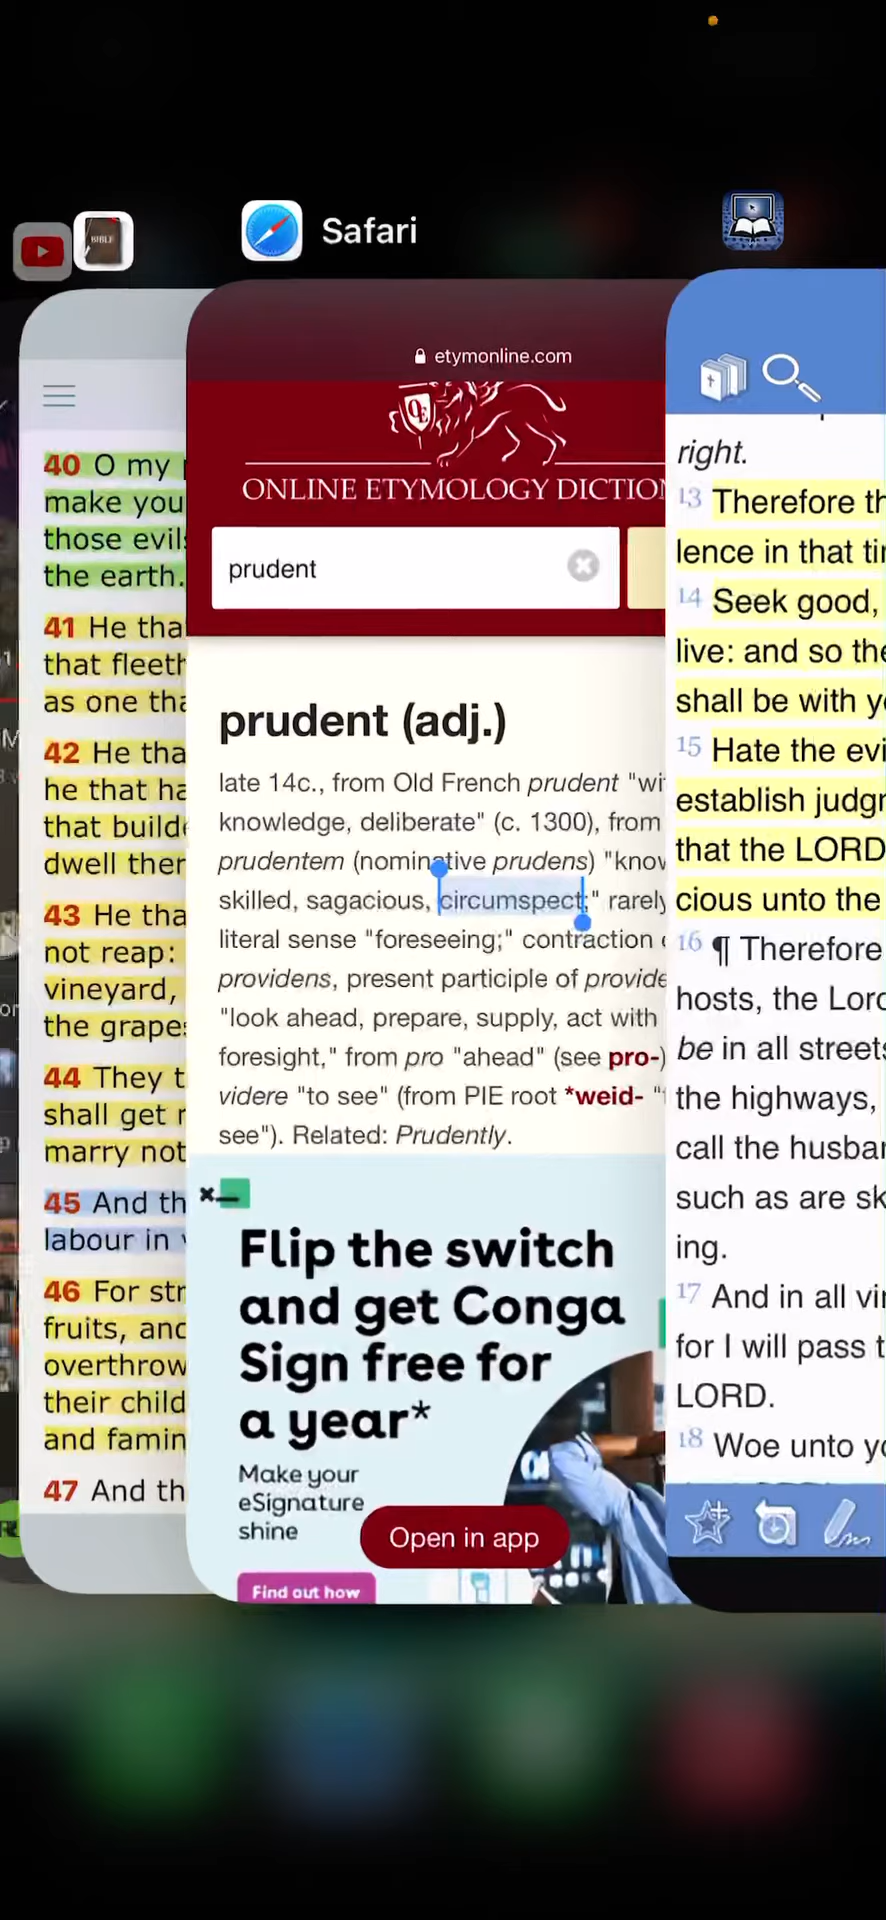 Safari
BIBLE
40 O my
make you
those evil
the earth.
41 He tha
that fleeth
as one tha
42 He tha
he that ha
that build
dwell ther
43 He tha
not reap:
vineyard,
the grape
44 They t
shall get
marry not
45 And th
labour in
46 For str
fruits, and
overthrow
their child
and famin
47 And th
etymonline.com
ONLINE ETYMOLOGY DICTION
prudent
prudent (adj.)
late 14c., from Old French prudent "wi
knowledge, deliberate" (c. 1300), from
prudentem (nominative prudens) "know
skilled, sagacious, circumspect;" rarely
literal sense "foreseeing;" contraction
providens, present participle of provide
"look ahead, prepare, supply, act with
foresight," from pro "ahead" (see pro-)
videre "to see" (from PIE root *weid-
see"). Related: Prudently.
Flip the switch
and get Conga
Sign free for
a year*
Make your
eSignature
shine
Open in app
Find out how
right.
13 Therefore th
lence in that ti
14 Seek good,
live: and so the
shall be with y
15 Hate the evi
establish judg
that the LORD
cious unto the
16 ¶ Therefore
hosts, the Lord
be in all streets
the highways,
call the husba
such as are sk
ing.
17 And in all vi
for I will pass t
LORD.
18 Woe unto y